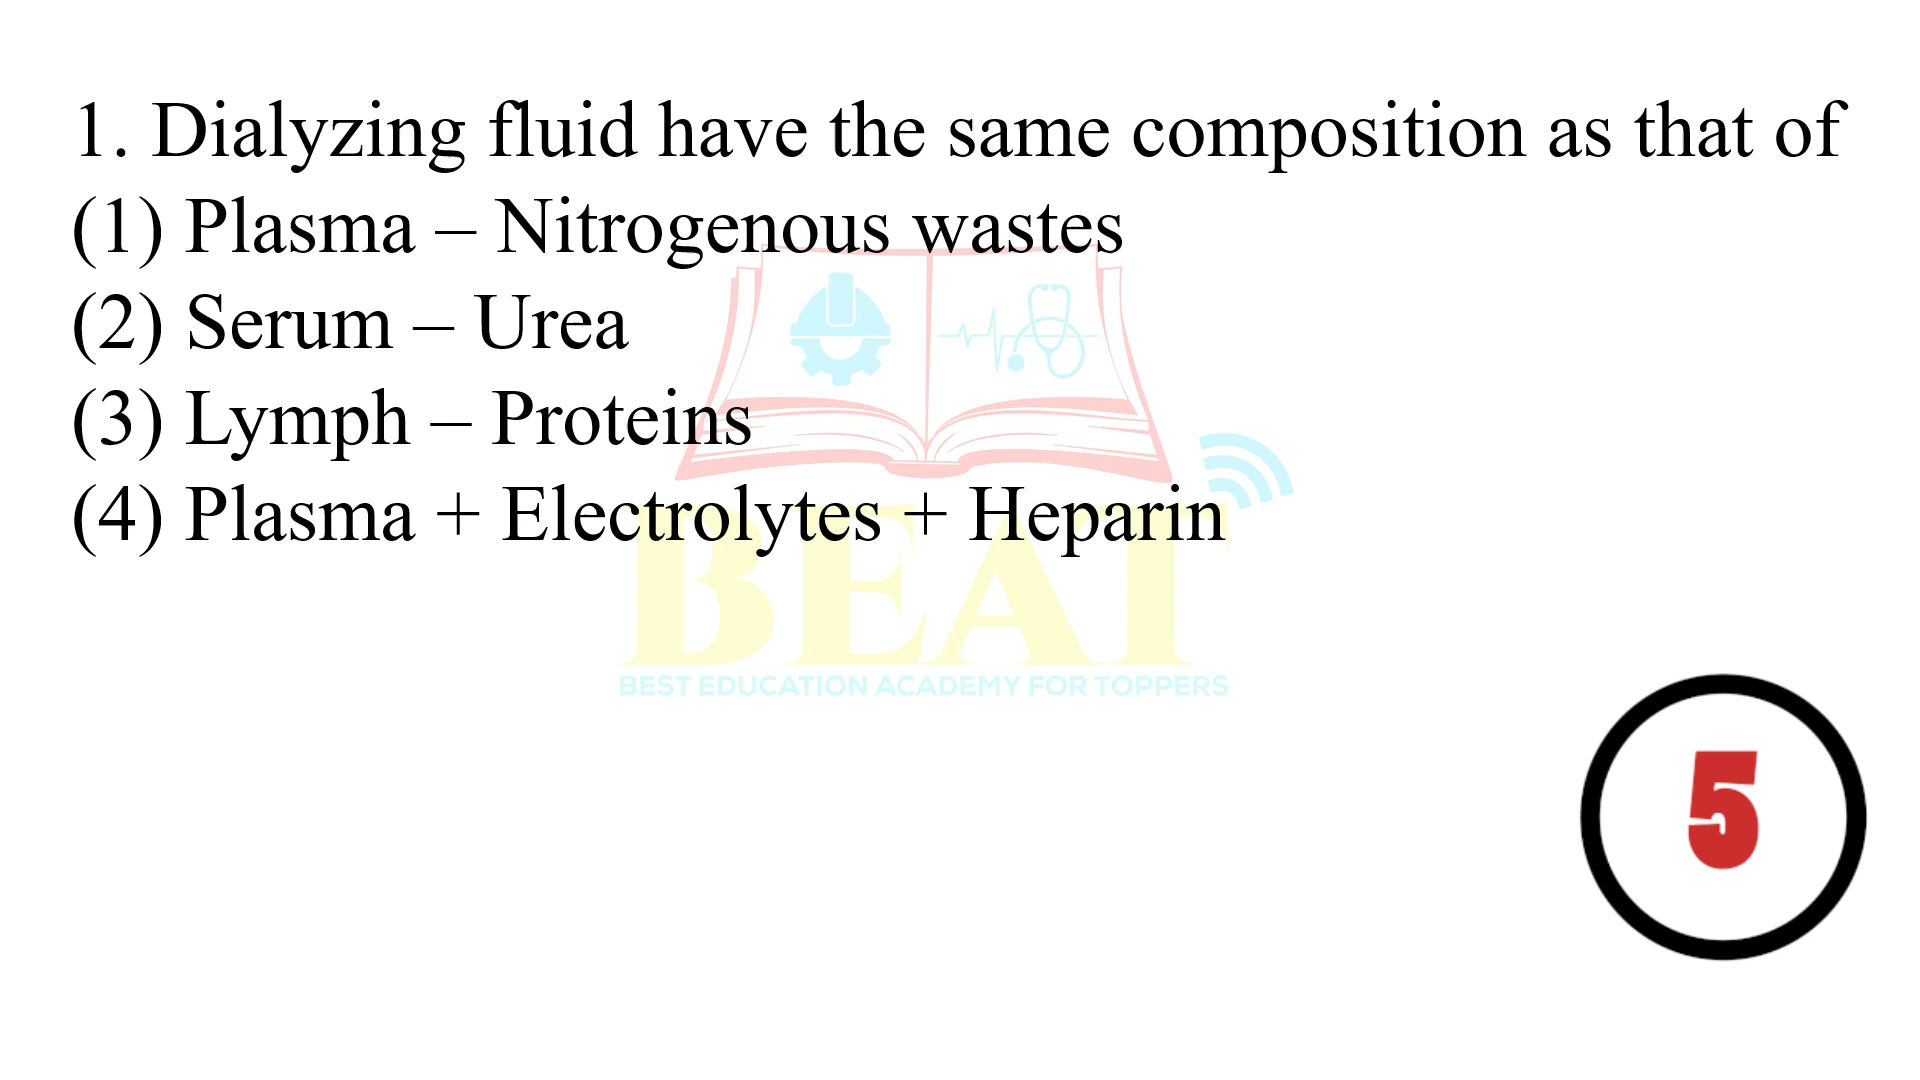 1. Dialyzing fluid have the same composition as that of
(1) Plasma – Nitrogenous wastes
(2) Serum – Urea
(3) Lymph – Proteins
(4) Plasma + Electrolytes + Heparin
BEAT
BEST EDUCATION ACADEMY FOR TOPPERS
5